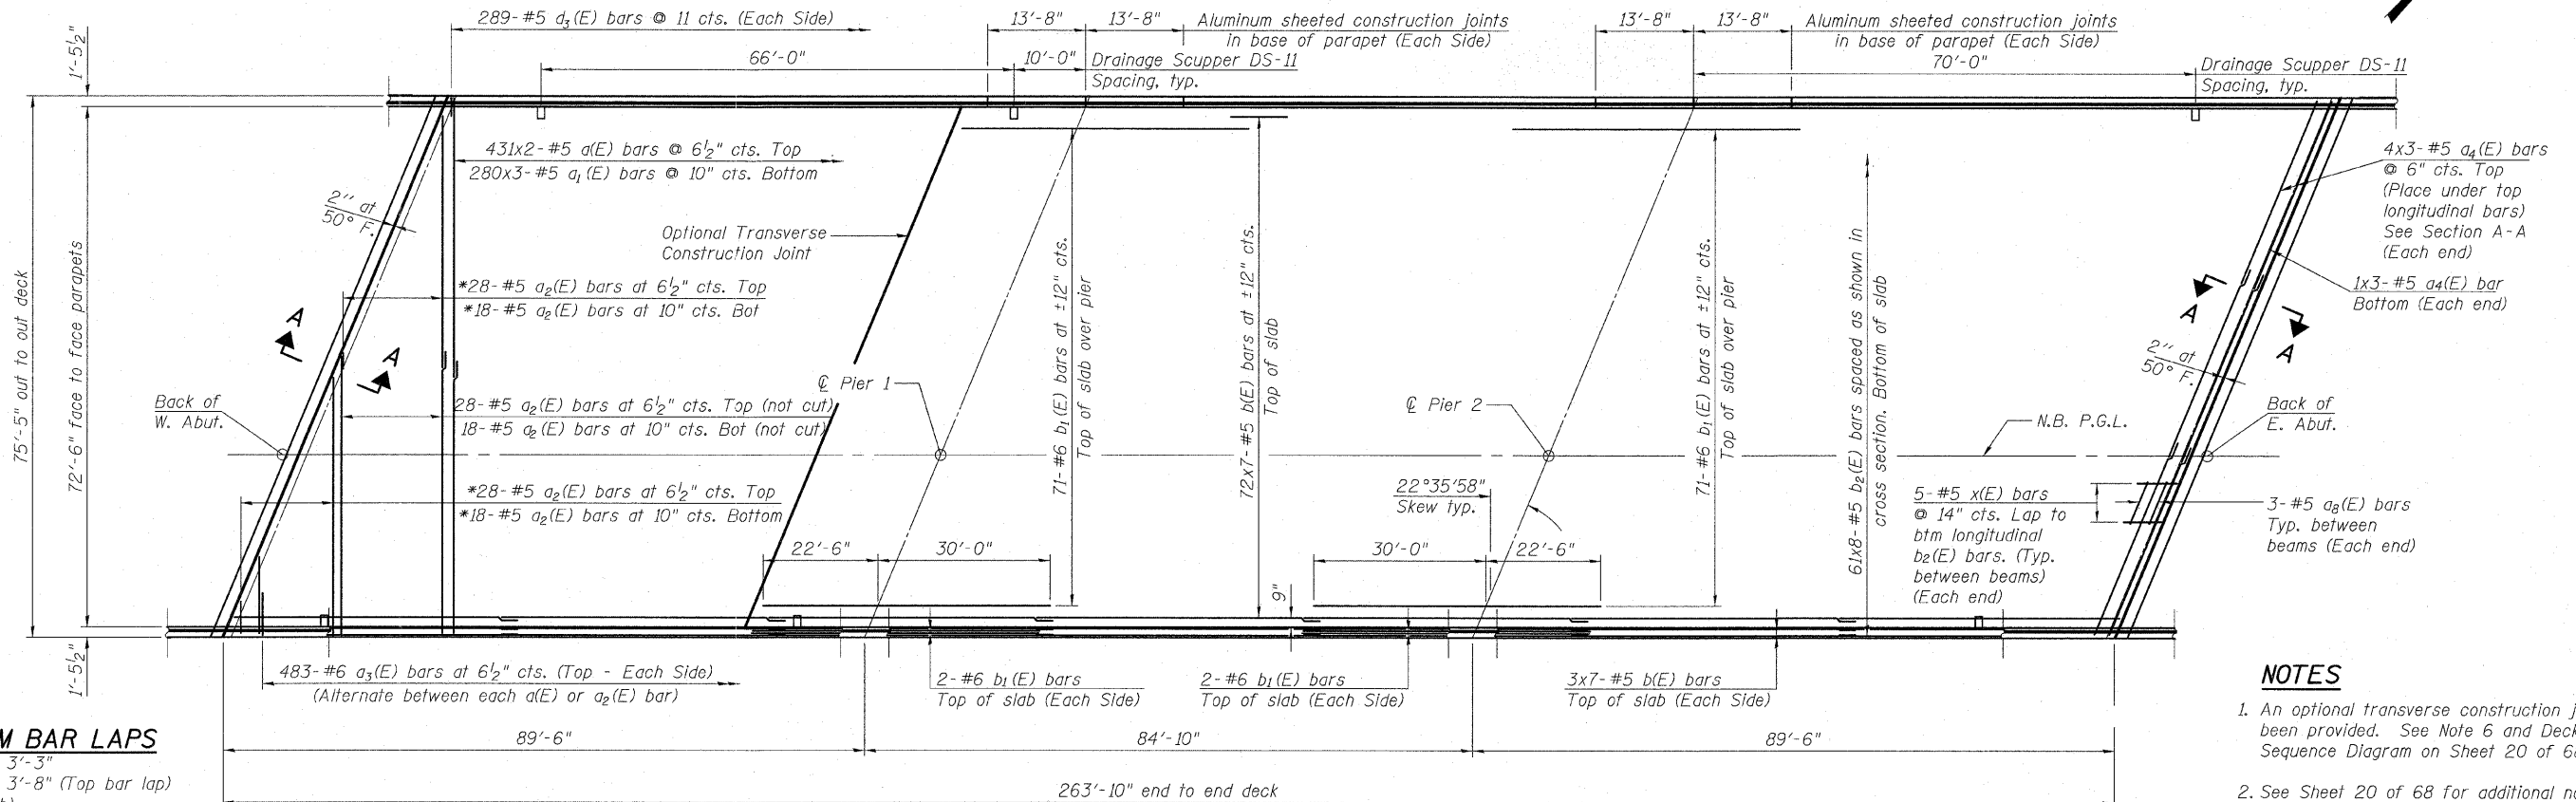 289-#5 d3(E) bars @ 11 cts. (Each Side)
13'-8"
13'-8"
Aluminum sheeted construction joints
in base of parapet (Each Side)
13'-8"
13'-8"
Aluminum sheeted construction joints
in base of parapet (Each Side)
1'-5½"
66'-0"
10'-0"
Drainage Scupper DS-11
Spacing, typ.
70'-0"
Drainage Scupper DS-11
Spacing, typ.
431x2-#5 a(E) bars @ 6½" cts. Top
280x3-#5 a1(E) bars @ 10" cts. Bottom
2" at
50° F.
Optional Transverse
Construction Joint
4x3-#5 a4(E) bars
@ 6" cts. Top
(Place under top
longitudinal bars)
See Section A-A
(Each end)
1x3-#5 a4(E) bar
Bottom (Each end)
75'-5" out to out deck
72'-6" face to face parapets
*28-#5 a2(E) bars at 6½" cts. Top
*18-#5 a2(E) bars at 10" cts. Bot
A
A
71-#6 b1(E) bars at ±12" cts.
Top of slab over pier
72x7-#5 b(E) bars at ±12" cts.
Top of slab
71-#6 b1(E) bars at ±12" cts.
Top of slab over pier
61x8-#5 b2(E) bars spaced as shown in
cross section. Bottom of slab
A
A
2" at
50° F.
℄ Pier 1
℄ Pier 2
Back of
W. Abut.
28-#5 a2(E) bars at 6½" cts. Top (not cut)
18-#5 a2(E) bars at 10" cts. Bot (not cut)
N.B. P.G.L.
Back of
E. Abut.
*28-#5 a2(E) bars at 6½" cts. Top
*18-#5 a2(E) bars at 10" cts. Bottom
22°35'58"
Skew typ.
5-#5 x(E) bars
@ 14" cts. Lap to
btm longitudinal
b2(E) bars. (Typ.
between beams)
(Each end)
3-#5 a8(E) bars
Typ. between
beams (Each end)
22'-6"
30'-0"
30'-0"
22'-6"
9"
1'-5½"
483-#6 a3(E) bars at 6½" cts. (Top - Each Side)
(Alternate between each a(E) or a2(E) bar)
2-#6 b1(E) bars
Top of slab (Each Side)
2-#6 b1(E) bars
Top of slab (Each Side)
3x7-#5 b(E) bars
Top of slab (Each Side)
89'-6"
84'-10"
89'-6"
263'-10" end to end deck
BAR LAPS
3'-3"
3'-8" (Top bar lap)
NOTES
1. An optional transverse construction
been provided. See Note 6 and Deck
Sequence Diagram on Sheet 20 of
2. See Sheet 20 of 68 for additional